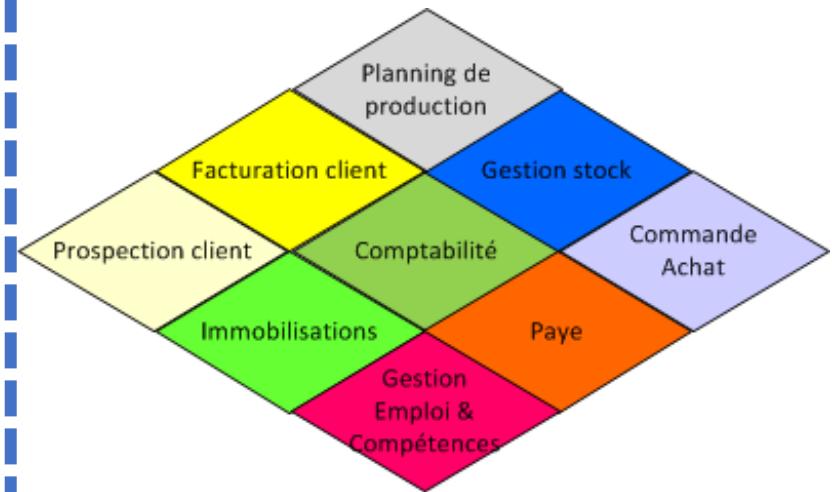 Planning de
production
Facturation client
Gestion stock
Prospection client
Comptabilité
Commande
Achat
Immobilisations
Paye
Gestion
Emploi &
Compétences